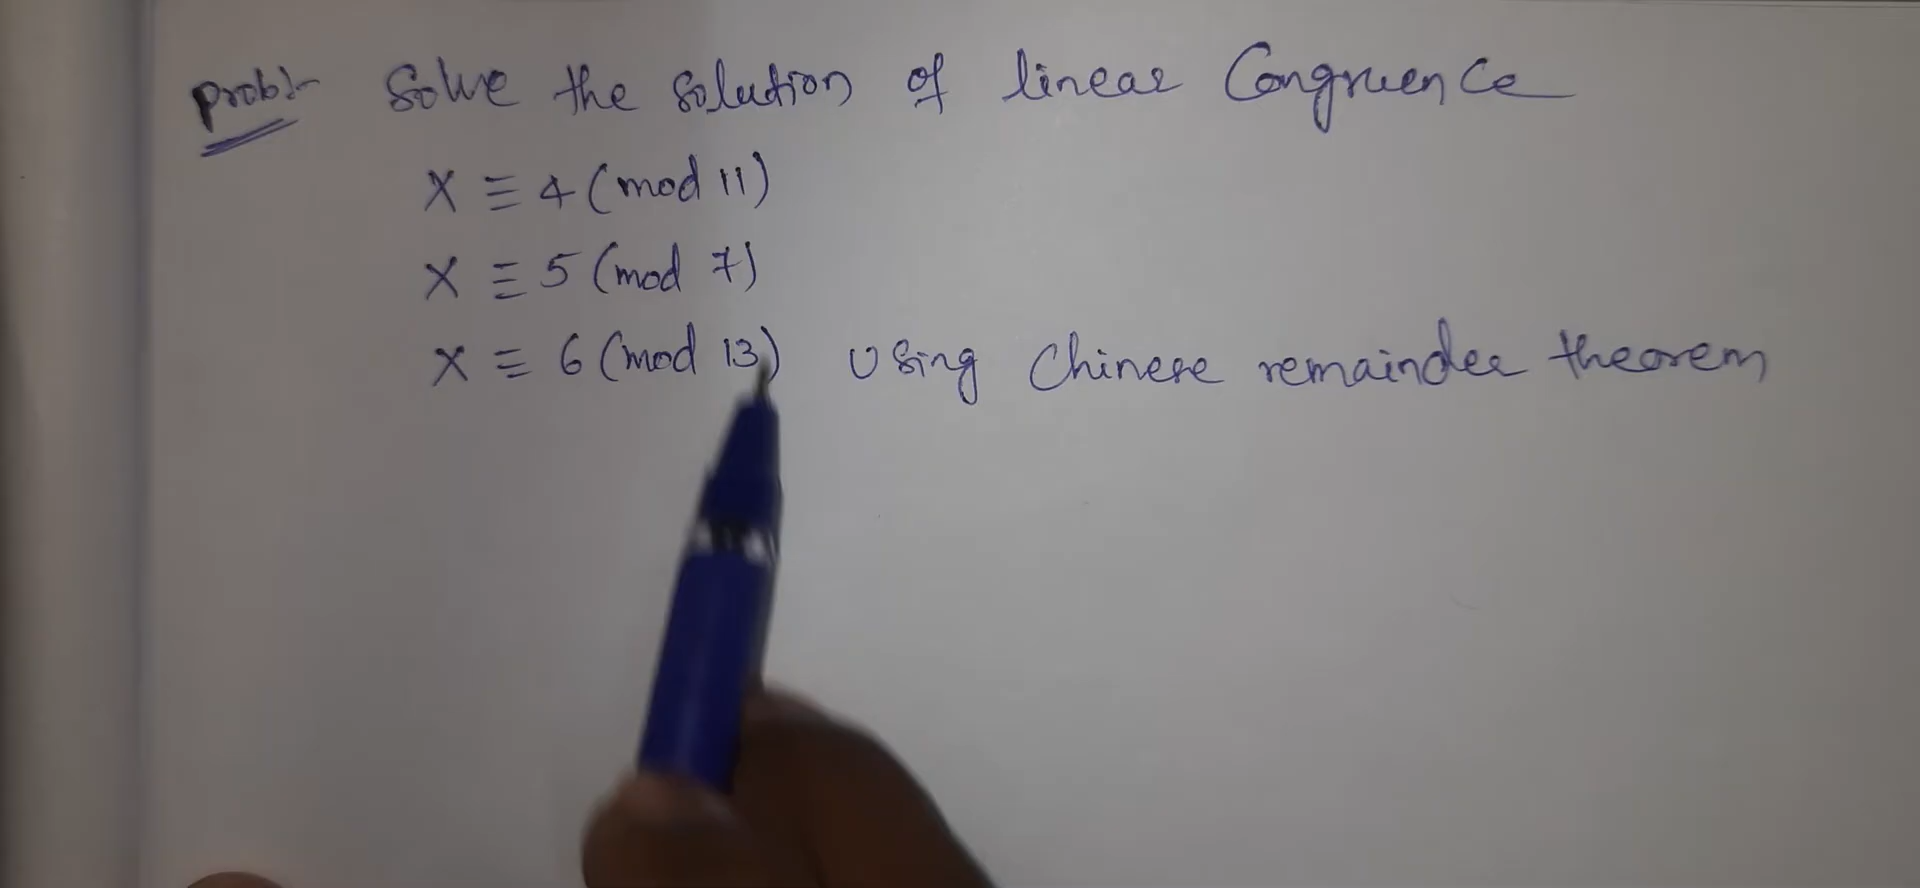 Prob:- Solve the solution of linear Congruence
X ≡ 4 (mod 11)
X ≡ 5 (mod 7)
X ≡ 6 (mod 13) Using Chinese remainder theorem